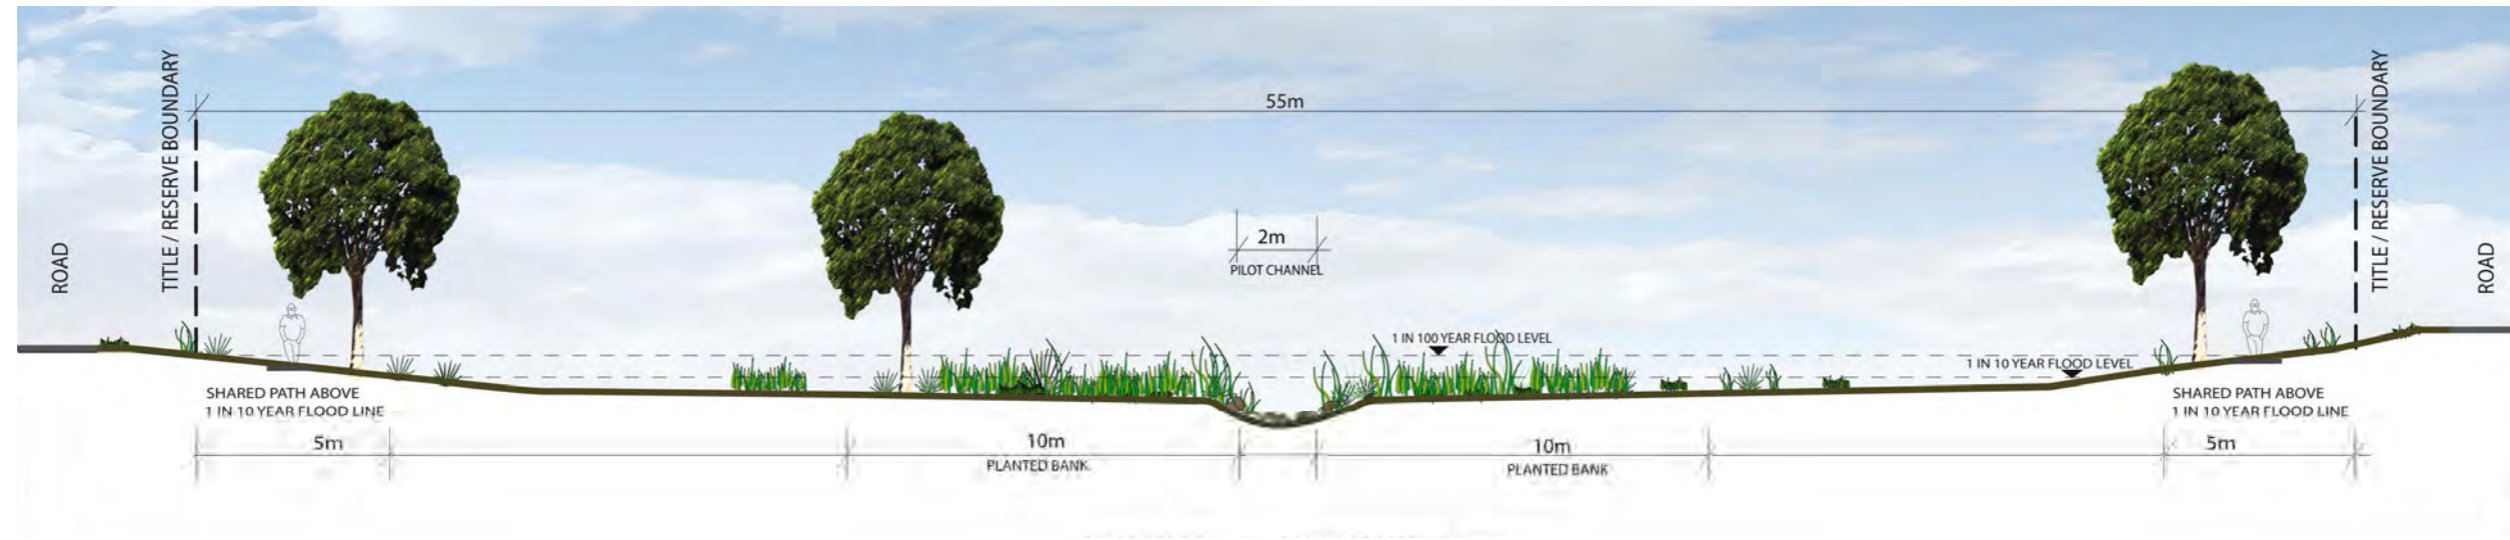 55m
TITLE / RESERVE BOUNDARY
TITLE / RESERVE BOUNDARY
ROAD
ROAD
2m
PILOT CHANNEL
1 IN 100 YEAR FLOOD LEVEL
1 IN 10 YEAR FLOOD LEVEL
SHARED PATH ABOVE
1 IN 10 YEAR FLOOD LINE
SHARED PATH ABOVE
1 IN 10 YEAR FLOOD LINE
5m
10m
PLANTED BANK
10m
PLANTED BANK
5m